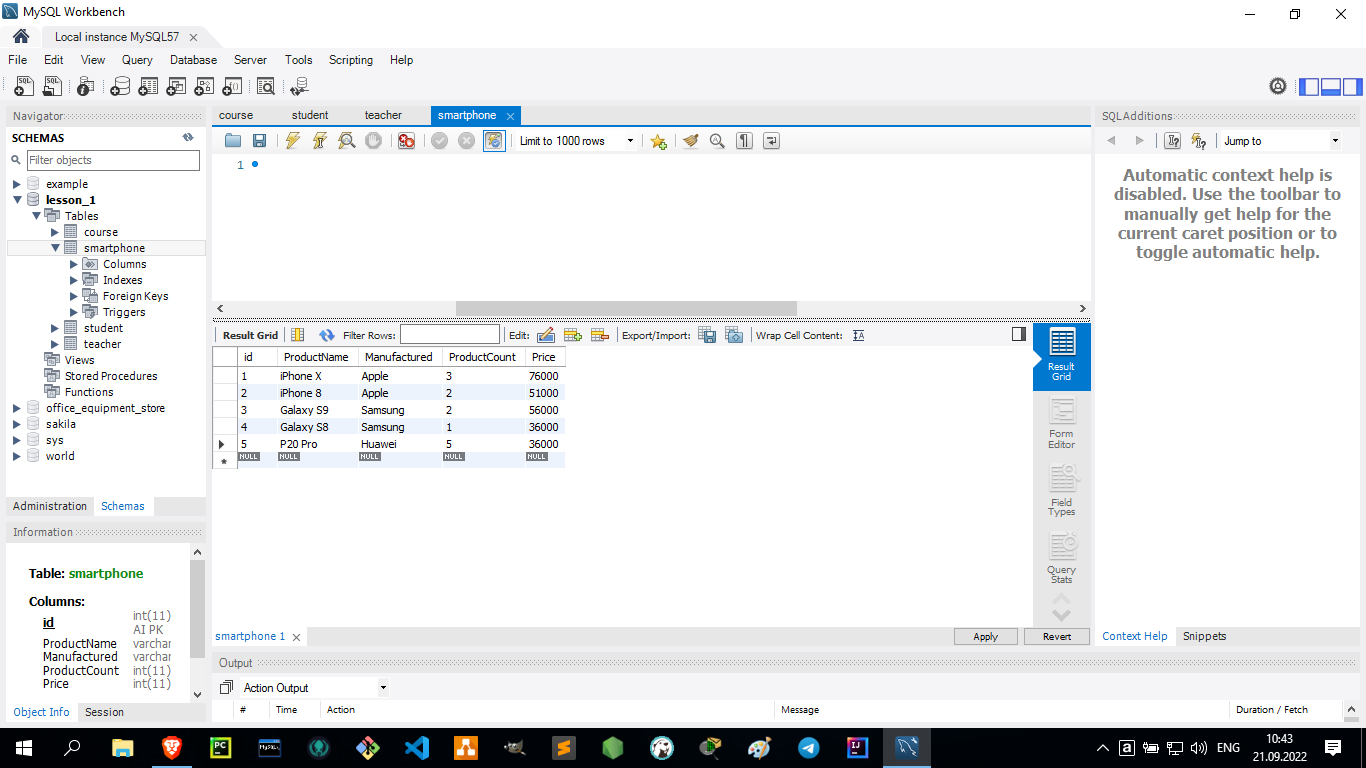 MySQL Workbench
Local instance MySQL57
File Edit View Query Database Server Tools Scripting Help
Navigator
SCHEMAS
Filter objects
example
lesson_1
Tables
course
smartphone
Columns
Indexes
Foreign Keys
Triggers
student
teacher
Views
Stored Procedures
Functions
office_equipment_store
sakila
sys
world
Administration Schemas
Information
Table: smartphone
Columns:
id int(11)
AI PK
ProductName varchar
Manufactured varchar
ProductCount int(11)
Price int(11)
Object Info Session
course student teacher smartphone
Limit to 1000 rows
1
Result Grid Filter Rows: Edit: Export/Import: Wrap Cell Content:
id ProductName Manufactured ProductCount Price
1 iPhone X Apple 3 76000
2 iPhone 8 Apple 2 51000
3 Galaxy S9 Samsung 2 56000
4 Galaxy S8 Samsung 1 36000
5 P20 Pro Huawei 5 36000
NULL NULL NULL NULL NULL
Result
Grid
Form
Editor
Field
Types
Query
Stats
smartphone 1
Apply Revert
Output
Action Output
# Time Action Message Duration / Fetch
SQLAdditions
Jump to
Automatic context help is
disabled. Use the toolbar to
manually get help for the
current caret position or to
toggle automatic help.
Context Help Snippets
ENG
10:43
21.09.2022